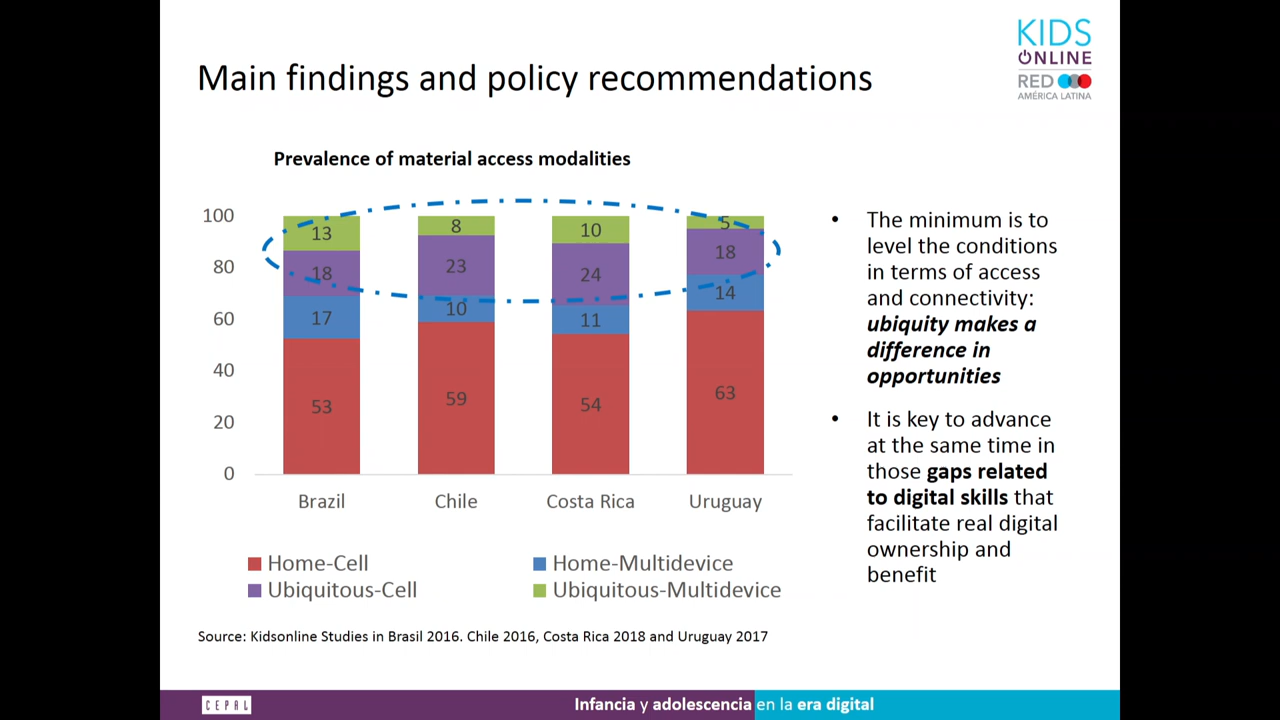 KIDS
ONLINE
RED
AMÉRICA LATINA
Main findings and policy recommendations
Prevalence of material access modalities
100
80
60
40
20
0
13
18
17
53
8
23
10
59
10
24
11
54
5
18
14
63
Brazil
Chile
Costa Rica
Uruguay
Home-Cell
Home-Multidevice
Ubiquitous-Cell
Ubiquitous-Multidevice
Source: Kidsonline Studies in Brasil 2016. Chile 2016, Costa Rica 2018 and Uruguay 2017
• The minimum is to
level the conditions
in terms of access
and connectivity:
ubiquity makes a
difference in
opportunities
• It is key to advance
at the same time in
those gaps related
to digital skills that
facilitate real digital
ownership and
benefit
CEPAL
Infancia y adolescencia en la era digital